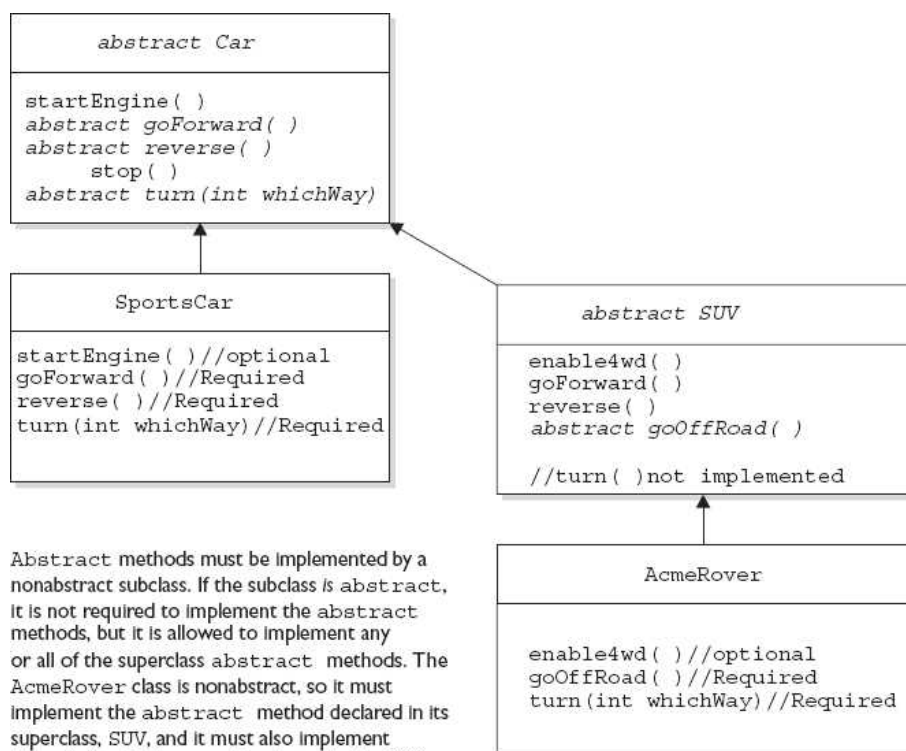 abstract Car
startEngine( )
abstract goForward( )
abstract reverse( )
stop( )
abstract turn(int whichWay)
SportsCar
startEngine( )//optional
goForward( )//Required
reverse( )//Required
turn(int whichWay)//Required
abstract SUV
enable4wd( )
goForward( )
reverse( )
abstract goOffRoad( )
//turn( )not implemented
AcmeRover
enable4wd( )//optional
goOffRoad( )//Required
turn(int whichWay)//Required
Abstract methods must be implemented by a
nonabstract subclass. If the subclass is abstract,
it is not required to implement the abstract
methods, but it is allowed to implement any
or all of the superclass abstract methods. The
AcmeRover class is nonabstract, so it must
implement the abstract method declared in its
superclass, SUV, and it must also implement